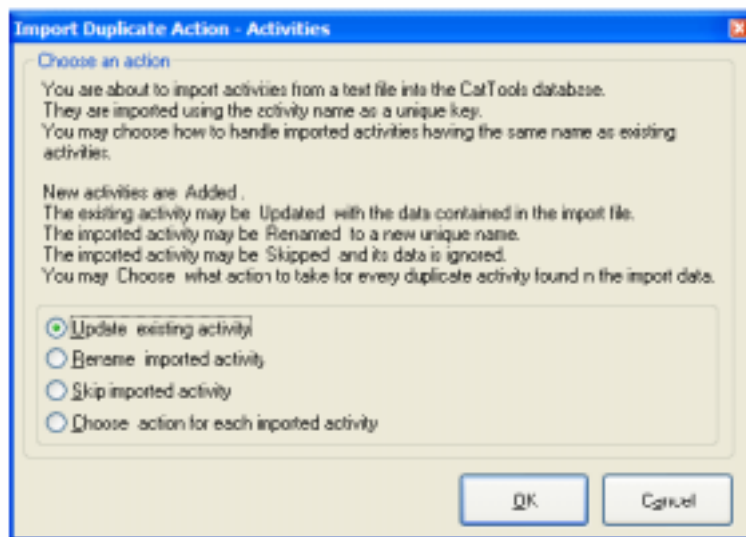 Import Duplicate Action - Activities
Choose an action
You are about to import activities from a text file into the CatTools database.
They are imported using the activity name as a unique key.
You may choose how to handle imported activities having the same name as existing
activities.
New activities are Added .
The existing activity may be Updated with the data contained in the import file.
The imported activity may be Renamed to a new unique name.
The imported activity may be Skipped and its data is ignored.
You may Choose what action to take for every duplicate activity found in the import data.
Update existing activity
Rename imported activity
Skip imported activity
Choose action for each imported activity
OK
Cancel